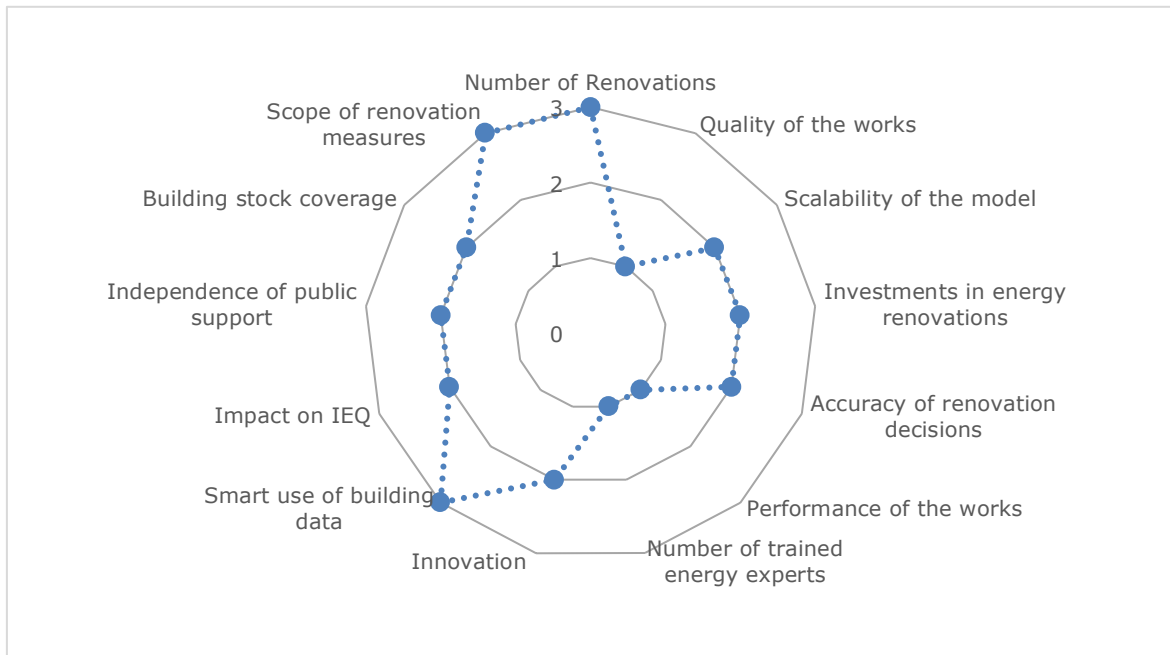 Number of Renovations
Quality of the works
Scalability of the model
Investments in energy
renovations
Accuracy of renovation
decisions
Performance of the works
Number of trained
energy experts
Innovation
Smart use of building
data
Impact on IEQ
Independence of public
support
Building stock coverage
Scope of renovation
measures
3
2
1
0